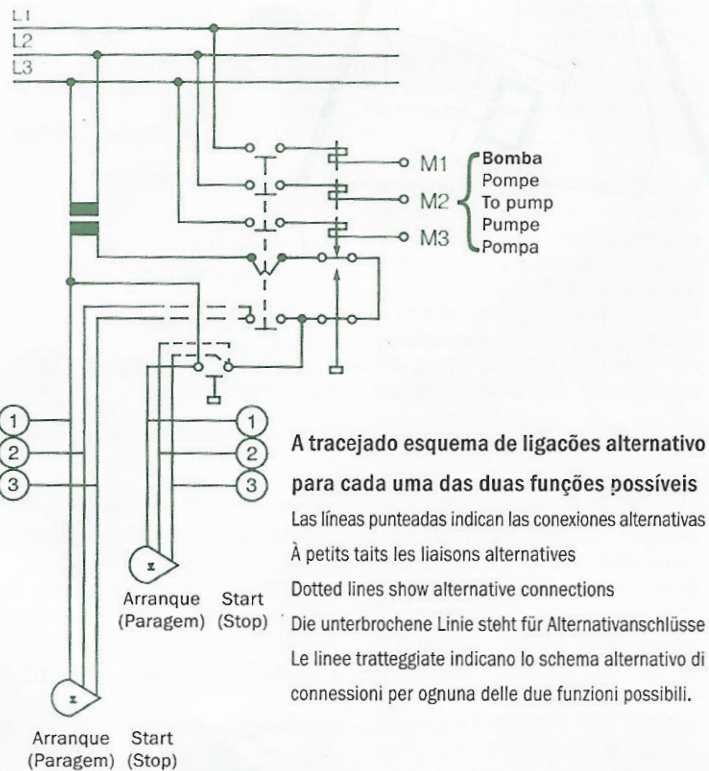 L1
L2
L3
M1
M2
M3
Bomba
Pompe
To pump
Pumpe
Pompa
1
2
3
1
2
3
A tracejado esquema de ligacões alternativo
para cada uma das duas funções possíveis
Las líneas punteadas indican las conexiones alternativas
À petits taits les liaisons alternatives
Dotted lines show alternative connections
Die unterbrochene Linie steht für Alternativanschlüsse
Le linee tratteggiate indicano lo schema alternativo di
connessioni per ognuna delle due funzioni possibili.
z
Arranque Start
(Paragem) (Stop)
z
Arranque Start
(Paragem) (Stop)